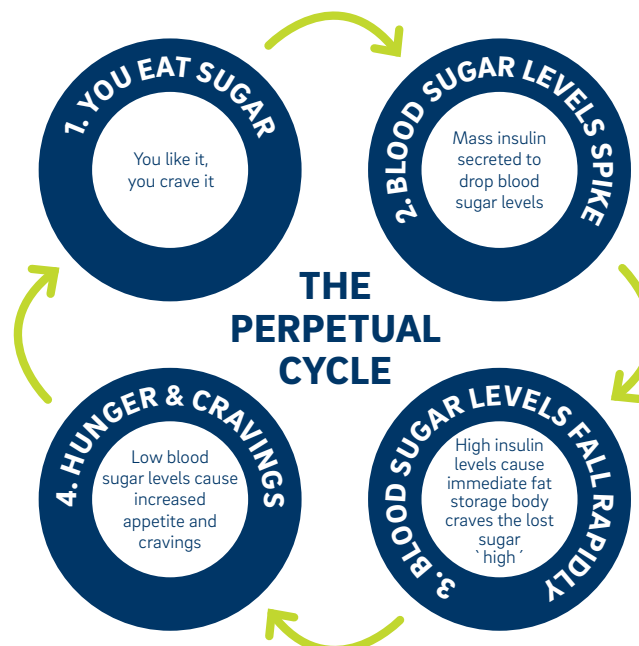 1. YOU EAT SUGAR
You like it,
you crave it
2. BLOOD SUGAR LEVELS SPIKE
Mass insulin
secreted to
drop blood
sugar levels
THE
PERPETUAL
CYCLE
3. BLOOD SUGAR LEVELS FALL RAPIDLY
High insulin
levels cause
immediate fat
storage body
craves the lost
sugar
`high´
4. HUNGER & CRAVINGS
Low blood
sugar levels cause
increased
appetite and
cravings